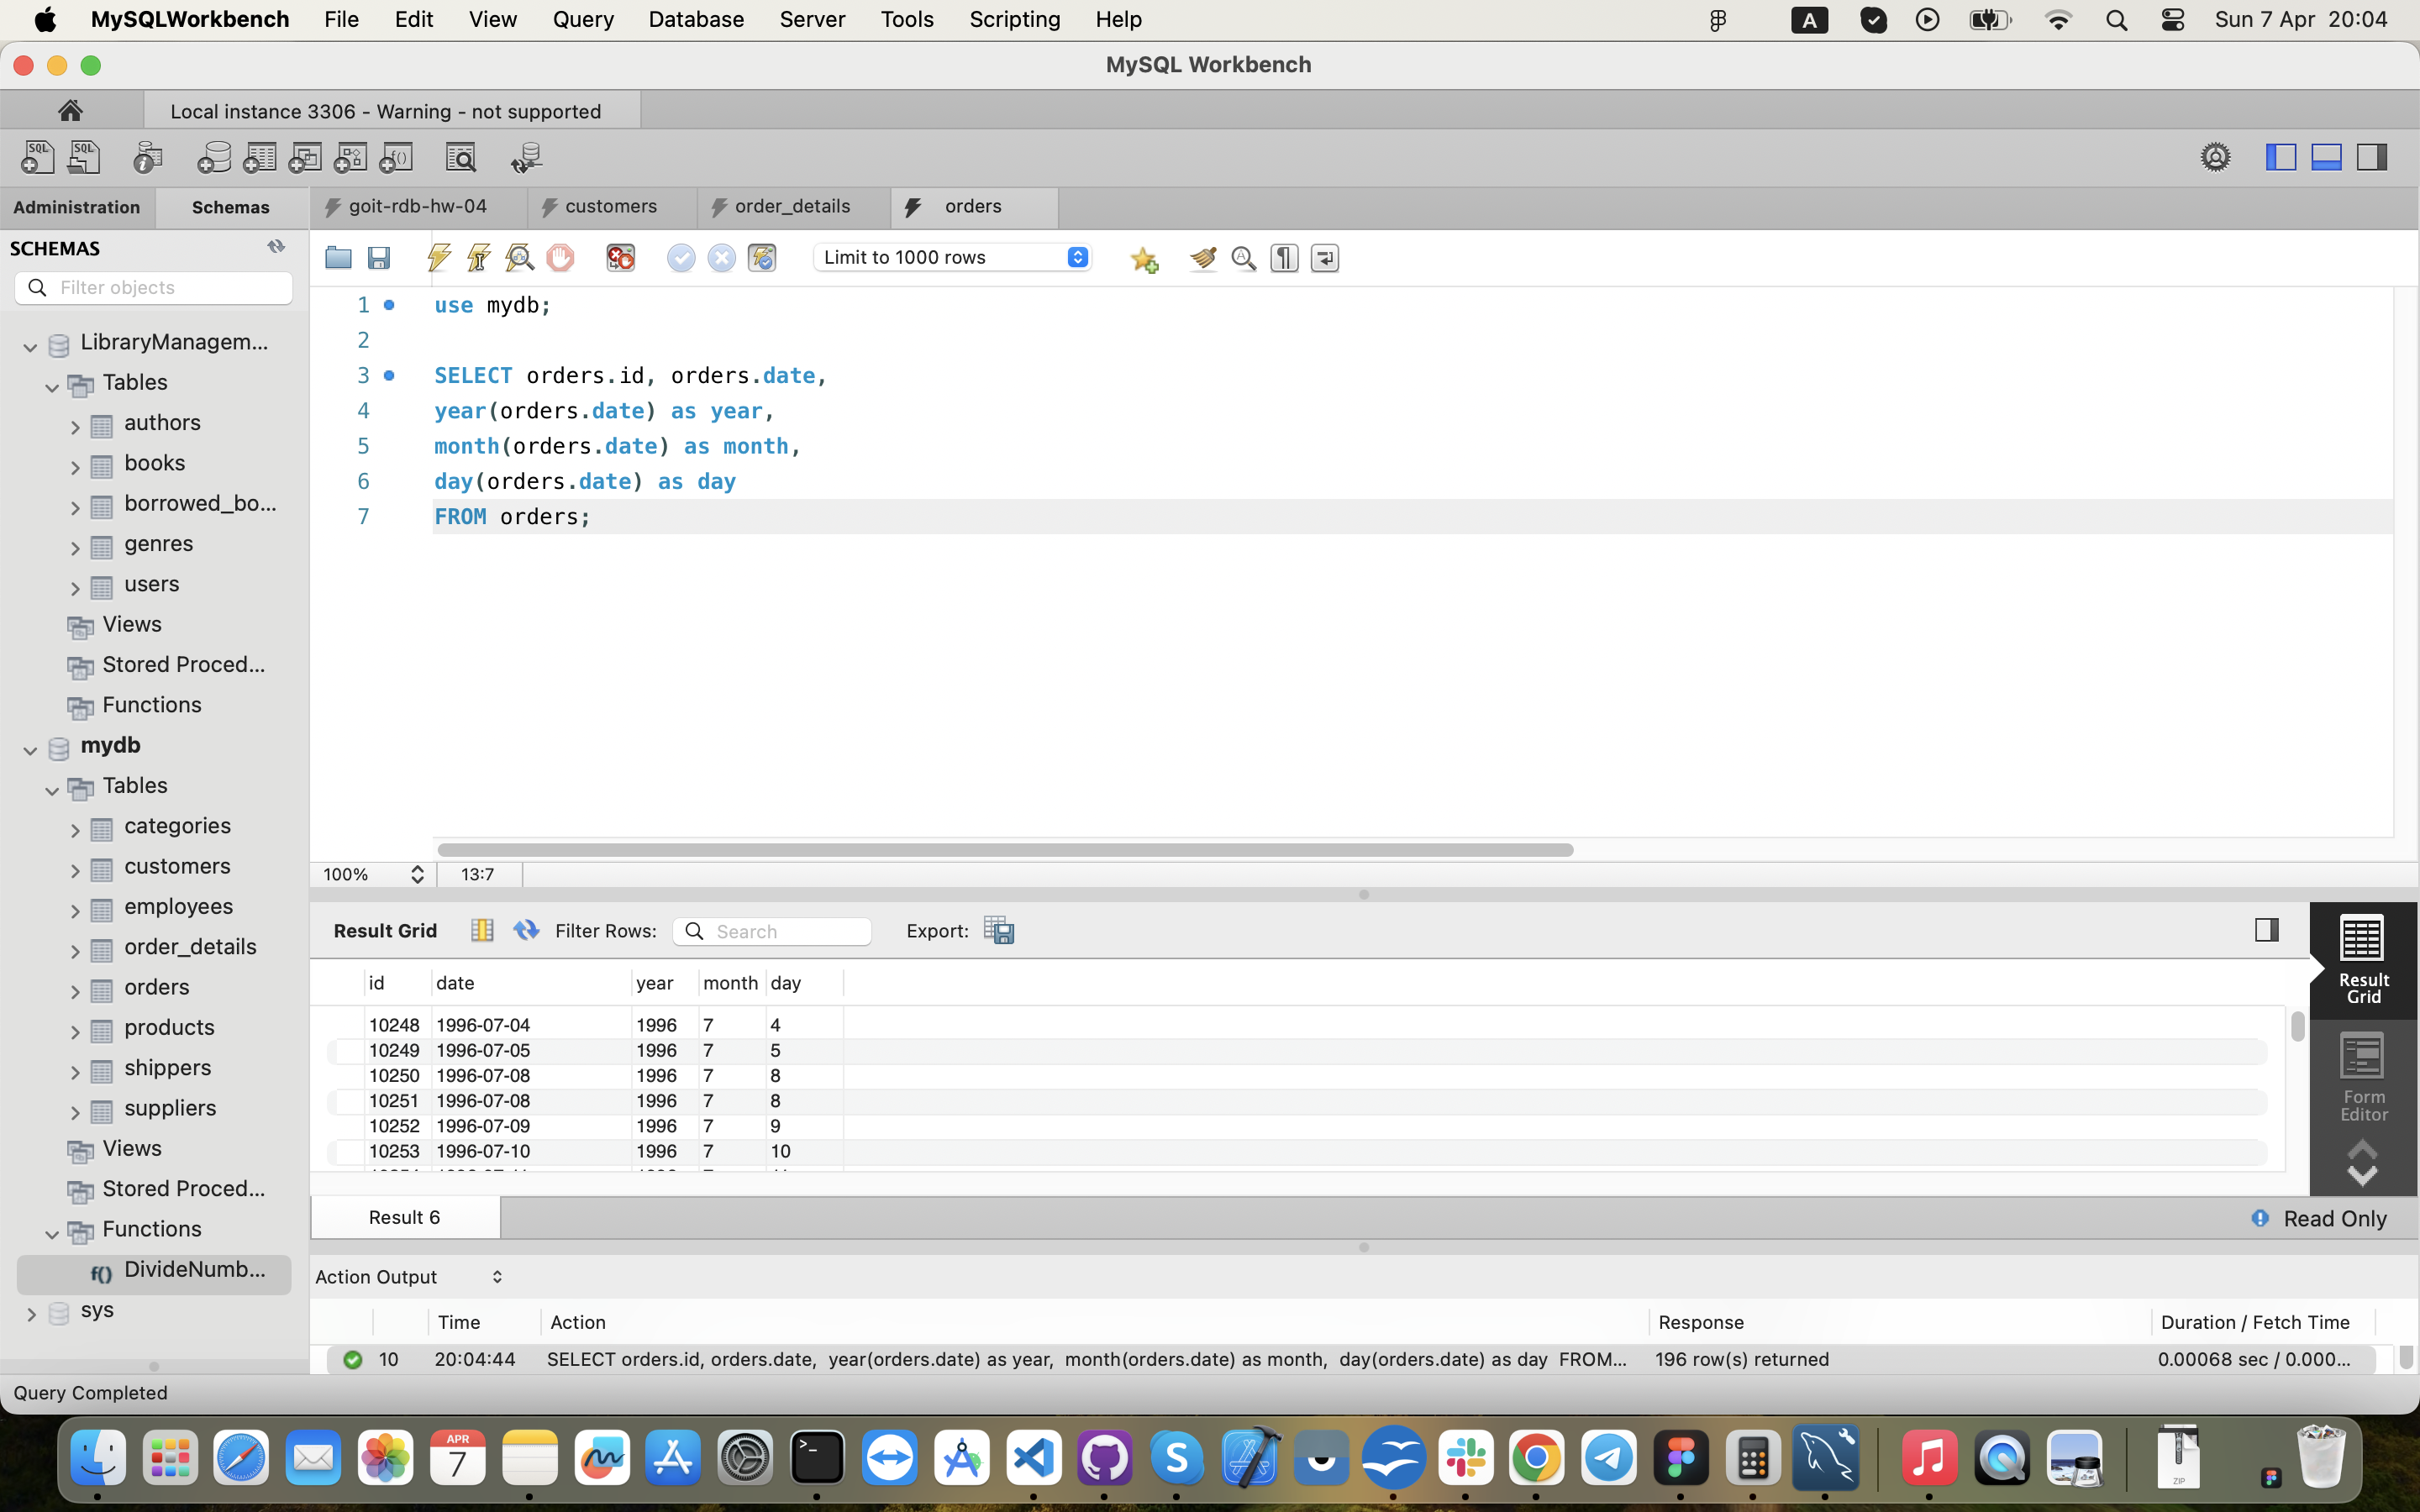 MySQLWorkbench File Edit View Query Database Server Tools Scripting Help A Sun 7 Apr 20:04
MySQL Workbench
Local instance 3306 - Warning - not supported
SQL SQL
Administration Schemas goit-rdb-hw-04 customers order_details orders
SCHEMAS
Filter objects
Limit to 1000 rows
LibraryManagem...
Tables
authors
books
borrowed_bo...
genres
users
Views
Stored Proced...
Functions
mydb
Tables
categories
customers
employees
order_details
orders
products
shippers
suppliers
Views
Stored Proced...
Functions
f() DivideNumb...
sys
1 use mydb;
2
3 SELECT orders.id, orders.date,
4 year(orders.date) as year,
5 month(orders.date) as month,
6 day(orders.date) as day
7 FROM orders;
100% 13:7
Result Grid Filter Rows: Search Export:
id date year month day
10248 1996-07-04 1996 7 4
10249 1996-07-05 1996 7 5
10250 1996-07-08 1996 7 8
10251 1996-07-08 1996 7 8
10252 1996-07-09 1996 7 9
10253 1996-07-10 1996 7 10
Result
Grid
Form
Editor
Result 6 Read Only
Action Output
Time Action Response Duration / Fetch Time
10 20:04:44 SELECT orders.id, orders.date, year(orders.date) as year, month(orders.date) as month, day(orders.date) as day FROM... 196 row(s) returned 0.00068 sec / 0.000...
Query Completed
APR
7
ZIP